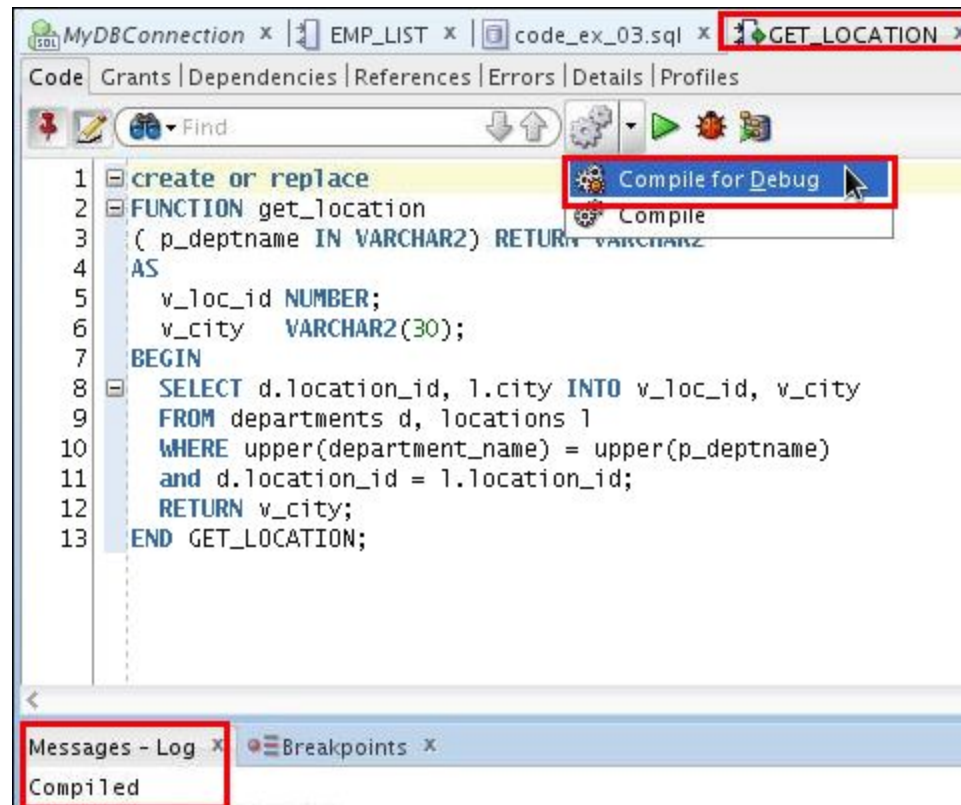 MyDBConnection x EMP_LIST x code_ex_03.sql x GET_LOCATION x
Code Grants | Dependencies | References | Errors | Details | Profiles
Find
Compile for Debug
Compile
1 create or replace
2 FUNCTION get_location
3 ( p_deptname IN VARCHAR2) RETURN VARCHAR2
4 AS
5 v_loc_id NUMBER;
6 v_city VARCHAR2(30);
7 BEGIN
8 SELECT d.location_id, l.city INTO v_loc_id, v_city
9 FROM departments d, locations l
10 WHERE upper(department_name) = upper(p_deptname)
11 and d.location_id = l.location_id;
12 RETURN v_city;
13 END GET_LOCATION;
Messages - Log x Breakpoints x
Compiled